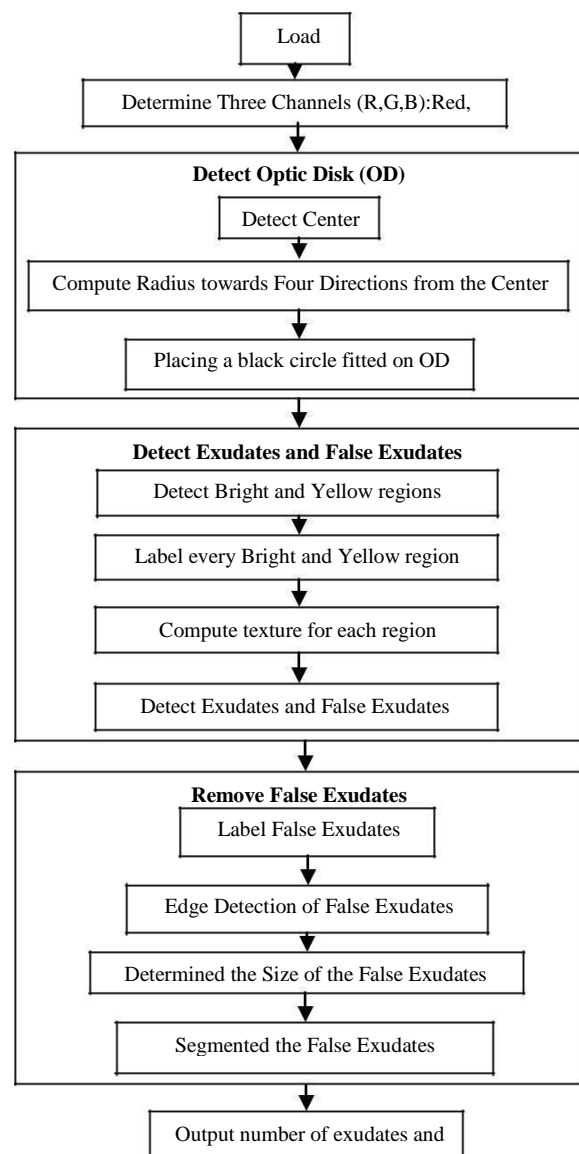 Load
Determine Three Channels (R,G,B):Red,
Detect Optic Disk (OD)
Detect Center
Compute Radius towards Four Directions from the Center
Placing a black circle fitted on OD
Detect Exudates and False Exudates
Detect Bright and Yellow regions
Label every Bright and Yellow region
Compute texture for each region
Detect Exudates and False Exudates
Remove False Exudates
Label False Exudates
Edge Detection of False Exudates
Determined the Size of the False Exudates
Segmented the False Exudates
Output number of exudates and